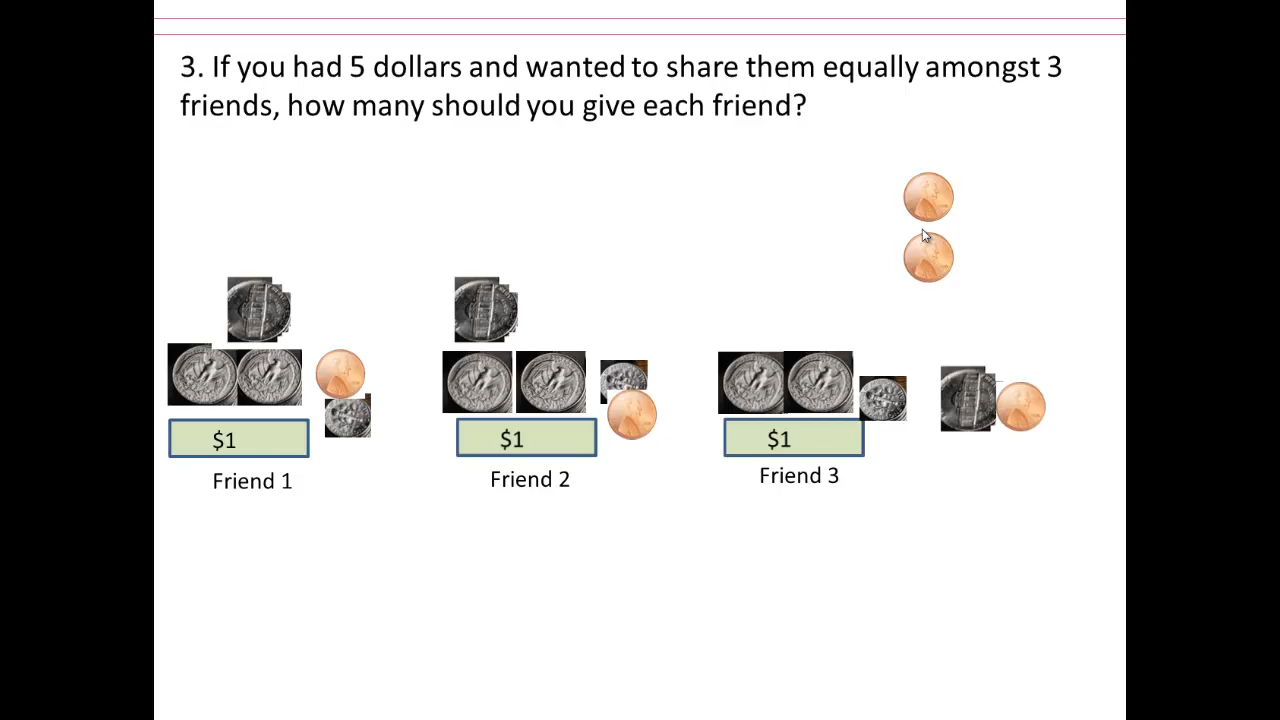 3. If you had 5 dollars and wanted to share them equally amongst 3
friends, how many should you give each friend?
$1
$1
$1
Friend 1
Friend 2
Friend 3